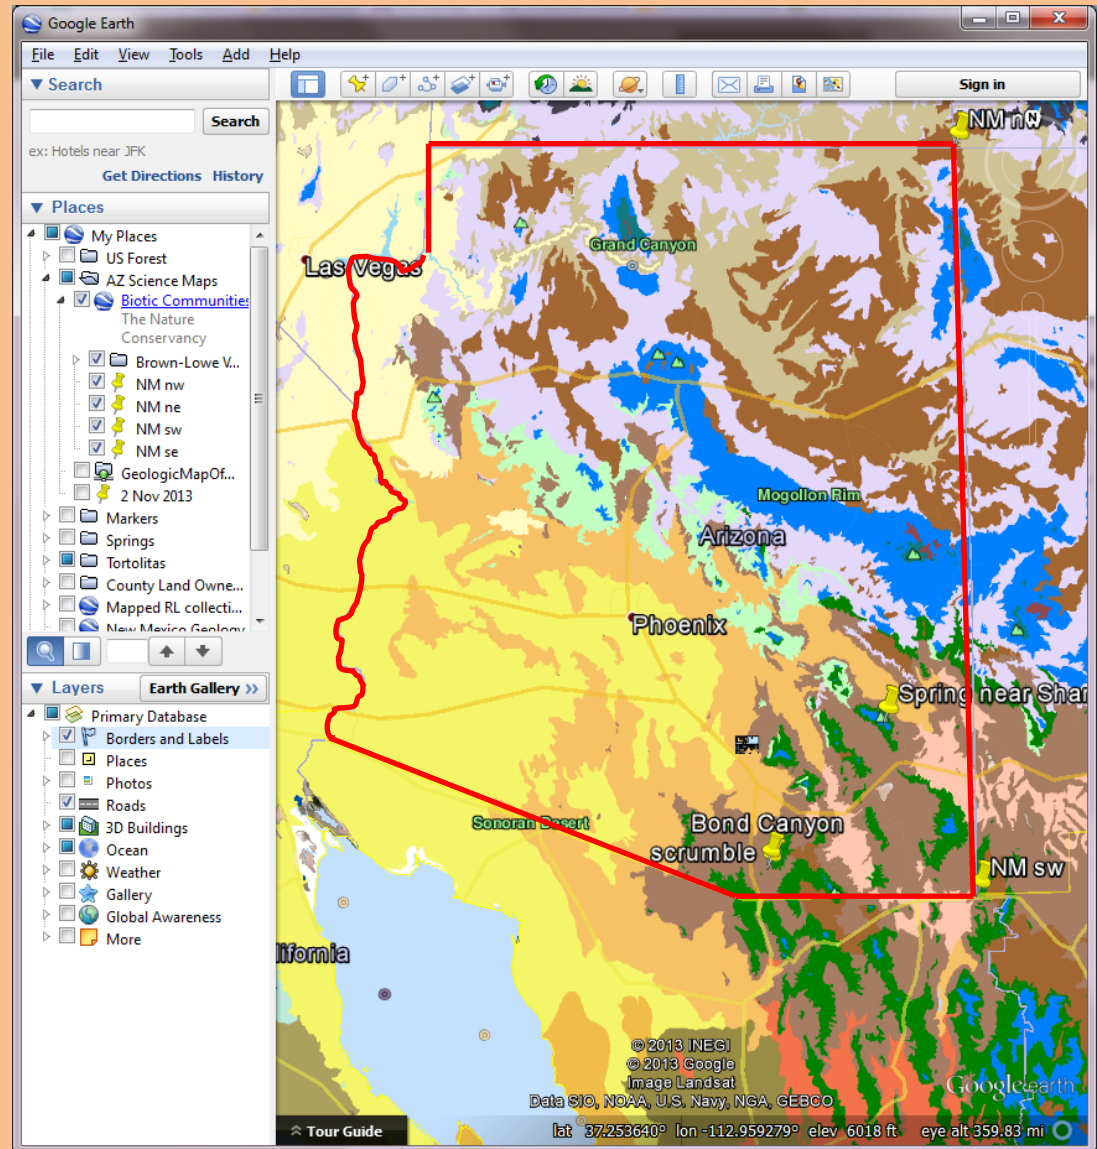 Google Earth
File Edit View Tools Add Help
Search
Search
ex: Hotels near JFK
Get Directions History
Places
My Places
US Forest
AZ Science Maps
Biotic Communities
The Nature
Conservancy
Brown-Lowe V...
NM nw
NM ne
NM sw
NM se
GeologicMapOf...
2 Nov 2013
Markers
Springs
Tortolitas
County Land Owne...
Mapped RL collecti...
New Mexico Geology
Layers
Earth Gallery >>
Primary Database
Borders and Labels
Places
Photos
Roads
3D Buildings
Ocean
Weather
Gallery
Global Awareness
More
Sign in
NM nw
N
Grand Canyon
Las Vegas
Mogollon Rim
Arizona
Phoenix
Spring near Shar
Sonoran Desert
Bond Canyon
scrumble
NM sw
lifornia
© 2013 INEGI
© 2013 Google
Image Landsat
Data SIO, NOAA, U.S. Navy, NGA, GEBCO
Google earth
Tour Guide
lat 37.253640° lon -112.959279° elev 6018 ft eye alt 359.83 mi